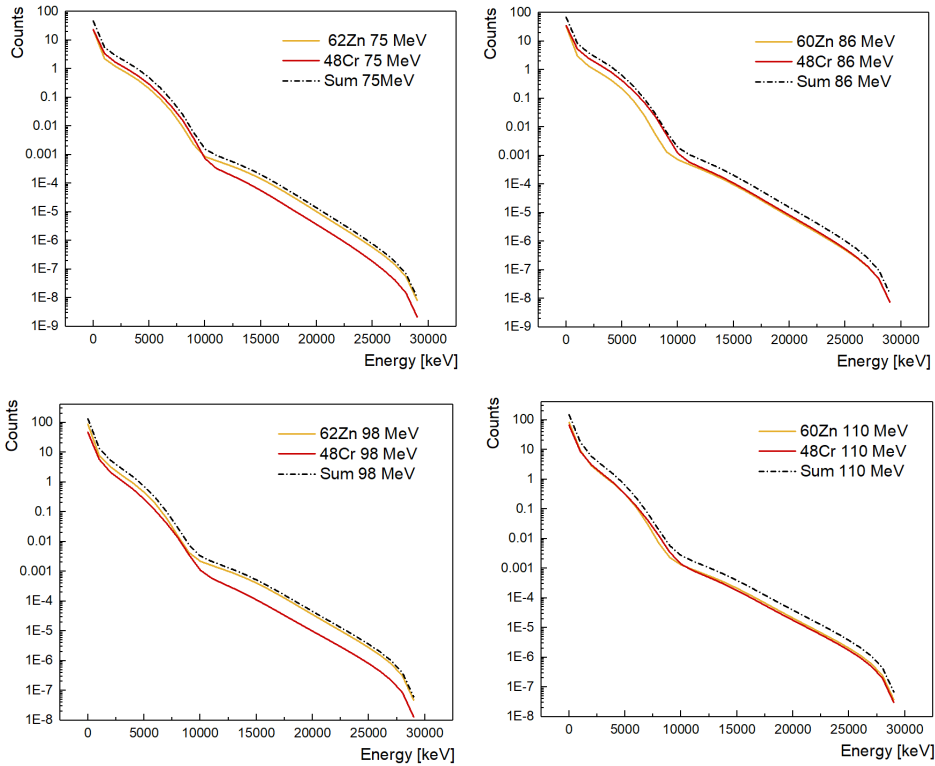 Counts
100
10
1
0.1
0.01
0.001
1E-4
1E-5
1E-6
1E-7
1E-8
1E-9
62Zn 75 MeV
48Cr 75 MeV
Sum 75MeV
0 5000 10000 15000 20000 25000 30000
Energy [keV]
Counts
100
10
1
0.1
0.01
0.001
1E-4
1E-5
1E-6
1E-7
1E-8
1E-9
60Zn 86 MeV
48Cr 86 MeV
Sum 86 MeV
0 5000 10000 15000 20000 25000 30000
Energy [keV]
Counts
100
10
1
0.1
0.01
0.001
1E-4
1E-5
1E-6
1E-7
1E-8
62Zn 98 MeV
48Cr 98 MeV
Sum 98 MeV
0 5000 10000 15000 20000 25000 30000
Energy [keV]
Counts
100
10
1
0.1
0.01
0.001
1E-4
1E-5
1E-6
1E-7
1E-8
60Zn 110 MeV
48Cr 110 MeV
Sum 110 MeV
0 5000 10000 15000 20000 25000 30000
Energy [keV]